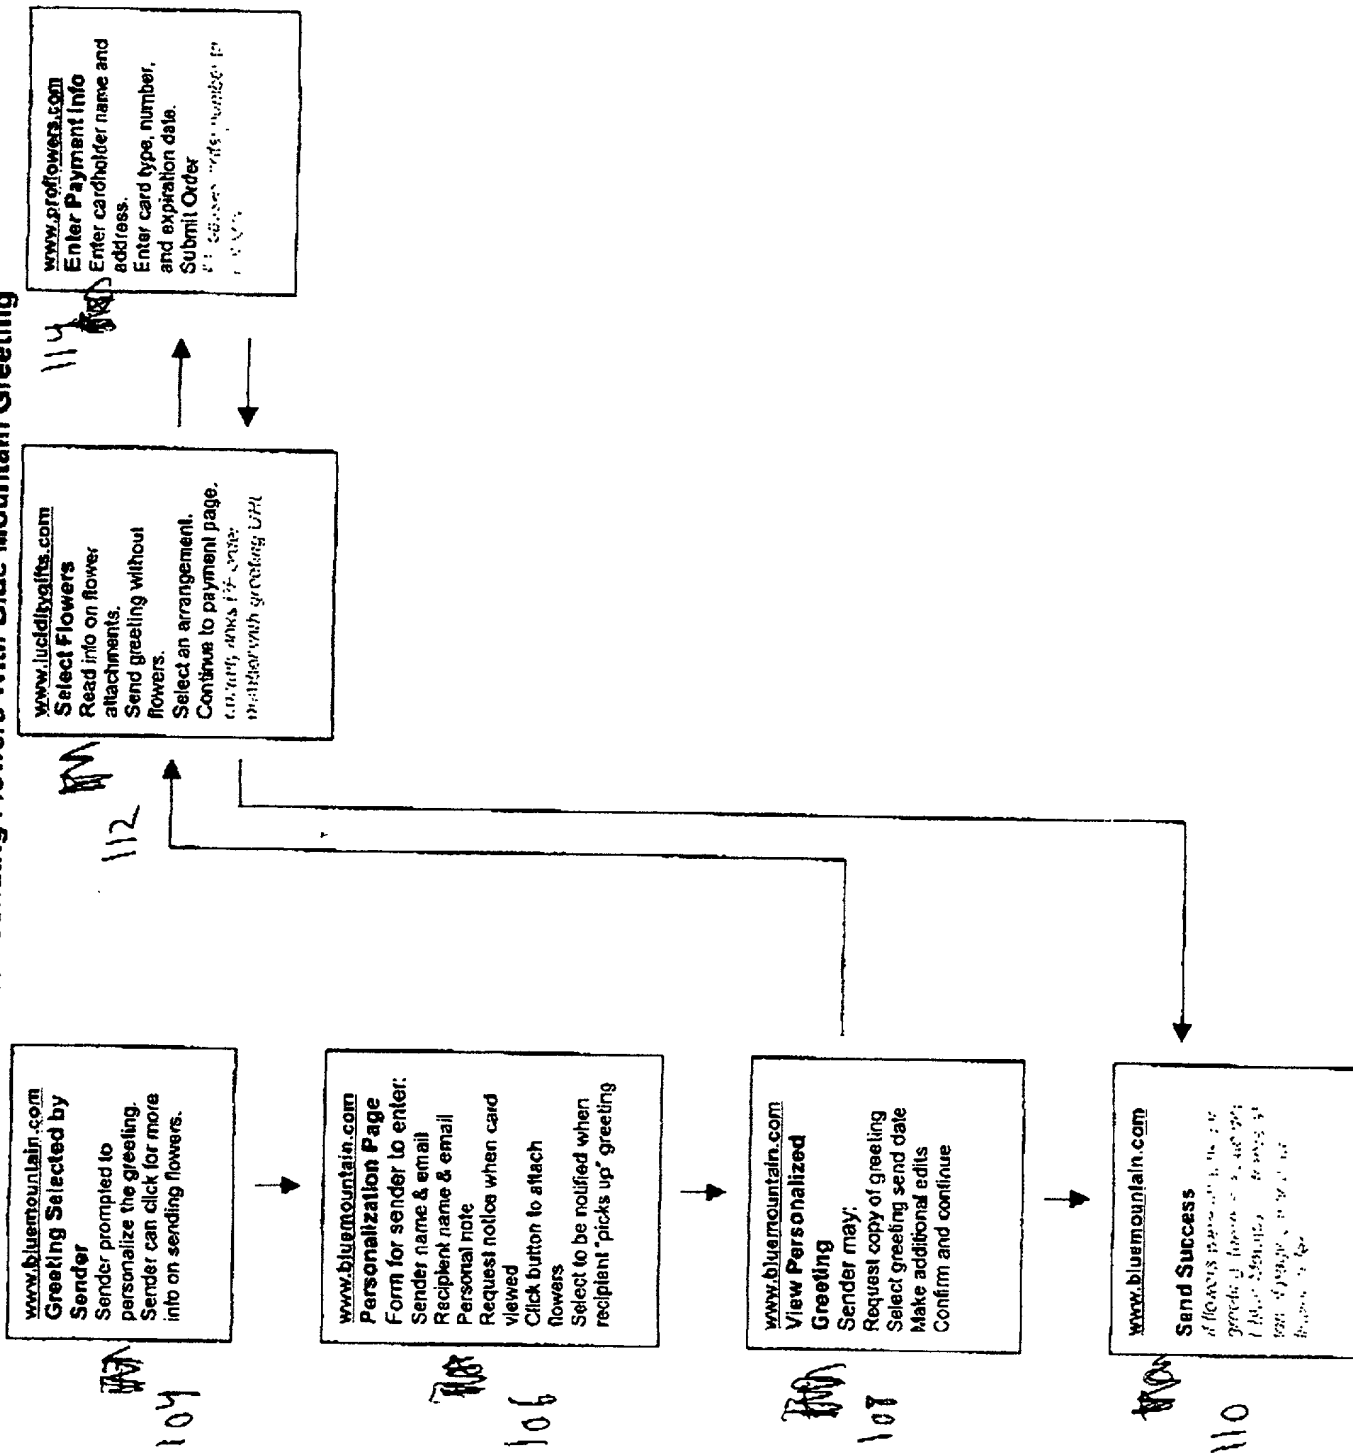 Flowers With Blue Mountain Greeting
104
www.bluemountain.com
Greeting Selected by
Sender
Sender prompted to
personalize the greeting.
Sender can click for more
info on sending flowers.
106
www.bluemountain.com
Personalization Page
Form for sender to enter:
Sender name & email
Recipient name & email
Personal note
Request notice when card
viewed
Click button to attach
flowers
Select to be notified when
recipient "picks up" greeting
108
www.bluemountain.com
View Personalized
Greeting
Sender may:
Request copy of greeting
Select greeting send date
Make additional edits
Confirm and continue
110
www.bluemountain.com
Send Success
112
www.luciditygifts.com
Select Flowers
Read info on flower
attachments.
Send greeting without
flowers.
Select an arrangement.
Continue to payment page.
with greeting URL
114
www.proflowers.com
Enter Payment Info
Enter cardholder name and
address.
Enter card type, number,
and expiration date.
Submit Order